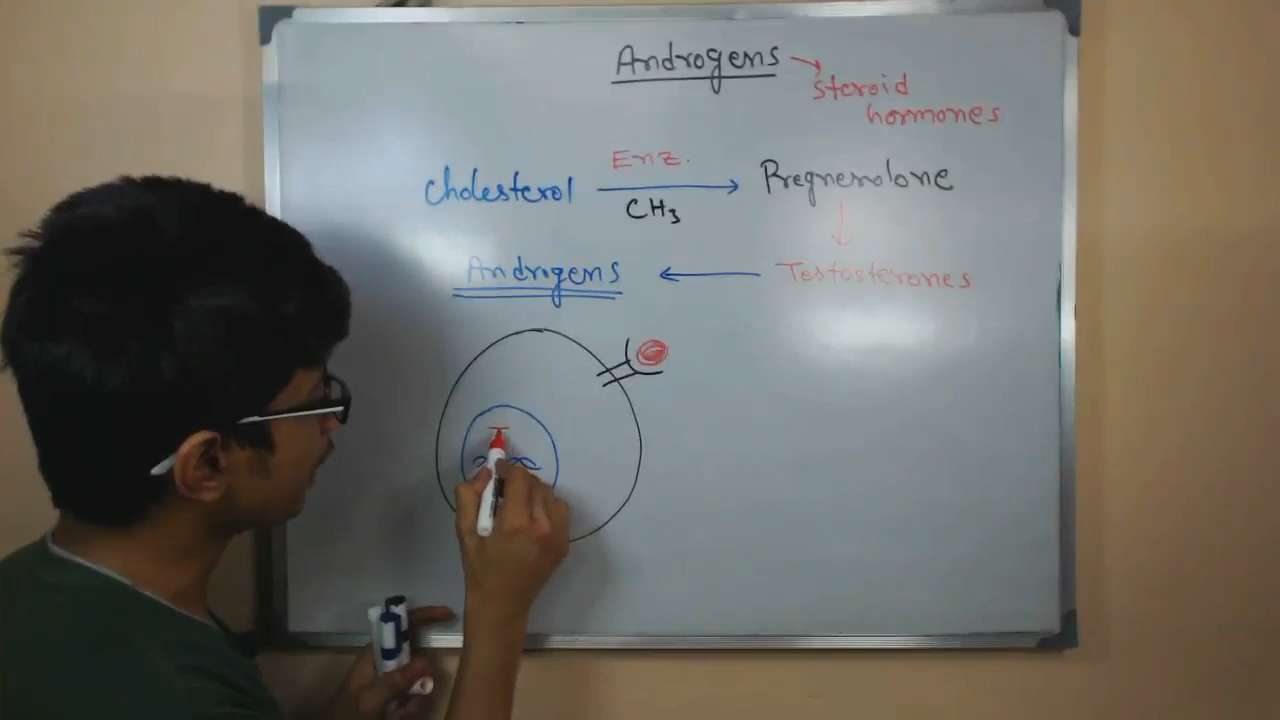 Androgens
steroid
hormones
Cholesterol Enz. CH3 Pregnenolone
Androgens Testosterones